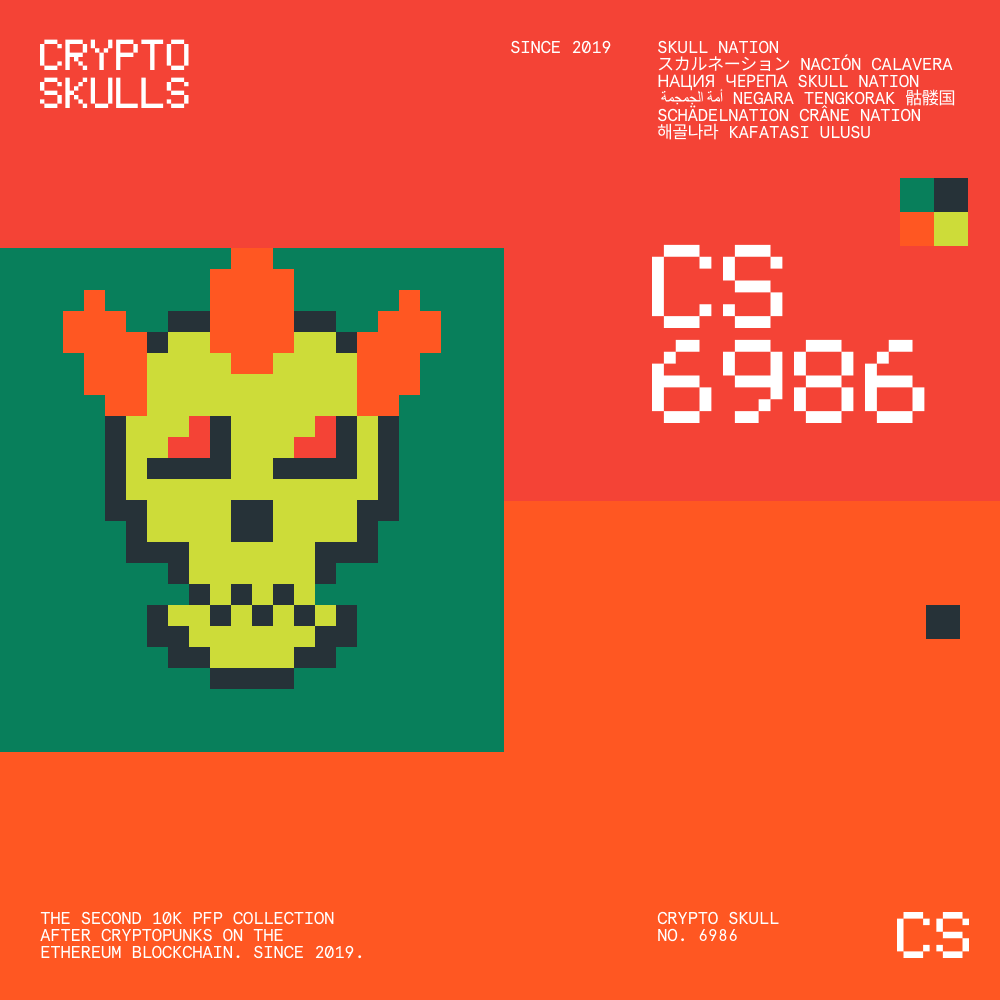 CRYPTO
SKULLS
SINCE 2019
SKULL NATION
スカルネーション NACIÓN CALAVERA
НАЦИЯ ЧЕРЕПА SKULL NATION
أمة الجمجمة NEGARA TENGKORAK 骷髅国
SCHÄDELNATION CRÂNE NATION
해골나라 KAFATASI ULUSU
CS
6986
THE SECOND 10K PFP COLLECTION
AFTER CRYPTOPUNKS ON THE
ETHEREUM BLOCKCHAIN. SINCE 2019.
CRYPTO SKULL
NO. 6986
CS